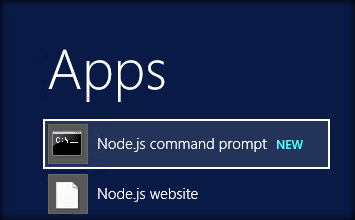 Apps
C:\_
Node.js command prompt NEW
Node.js website